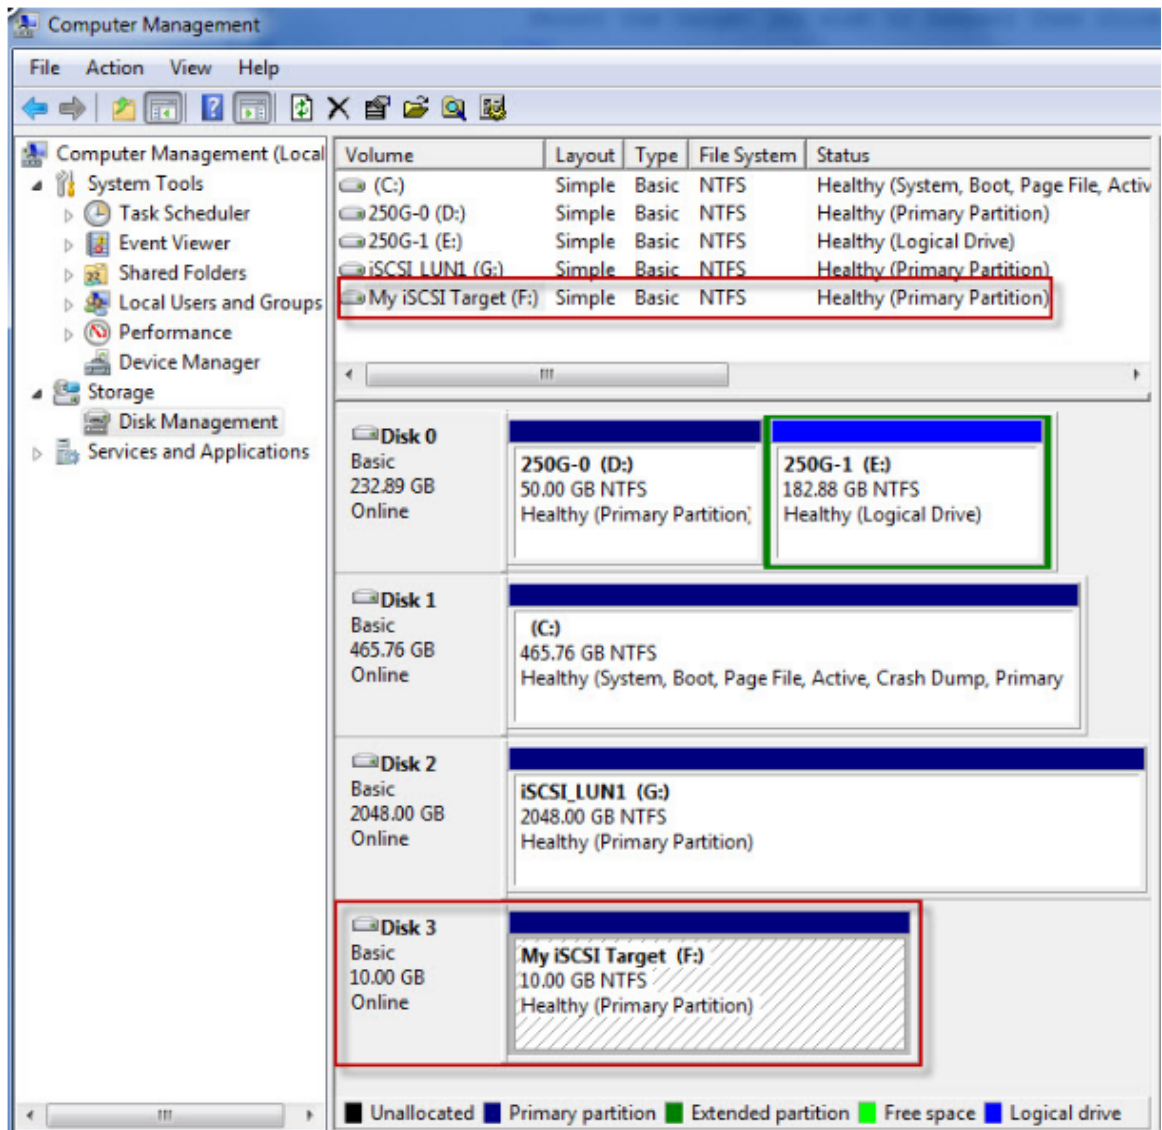 Computer Management
File Action View Help
Computer Management (Local
System Tools
Task Scheduler
Event Viewer
Shared Folders
Local Users and Groups
Performance
Device Manager
Storage
Disk Management
Services and Applications
Volume Layout Type File System Status
(C:) Simple Basic NTFS Healthy (System, Boot, Page File, Activ
250G-0 (D:) Simple Basic NTFS Healthy (Primary Partition)
250G-1 (E:) Simple Basic NTFS Healthy (Logical Drive)
iSCSI_LUN1 (G:) Simple Basic NTFS Healthy (Primary Partition)
My iSCSI Target (F:) Simple Basic NTFS Healthy (Primary Partition)
Disk 0
Basic
232.89 GB
Online
250G-0 (D:)
50.00 GB NTFS
Healthy (Primary Partition)
250G-1 (E:)
182.88 GB NTFS
Healthy (Logical Drive)
Disk 1
Basic
465.76 GB
Online
(C:)
465.76 GB NTFS
Healthy (System, Boot, Page File, Active, Crash Dump, Primary
Disk 2
Basic
2048.00 GB
Online
iSCSI_LUN1 (G:)
2048.00 GB NTFS
Healthy (Primary Partition)
Disk 3
Basic
10.00 GB
Online
My iSCSI Target (F:)
10.00 GB NTFS
Healthy (Primary Partition)
Unallocated Primary partition Extended partition Free space Logical drive